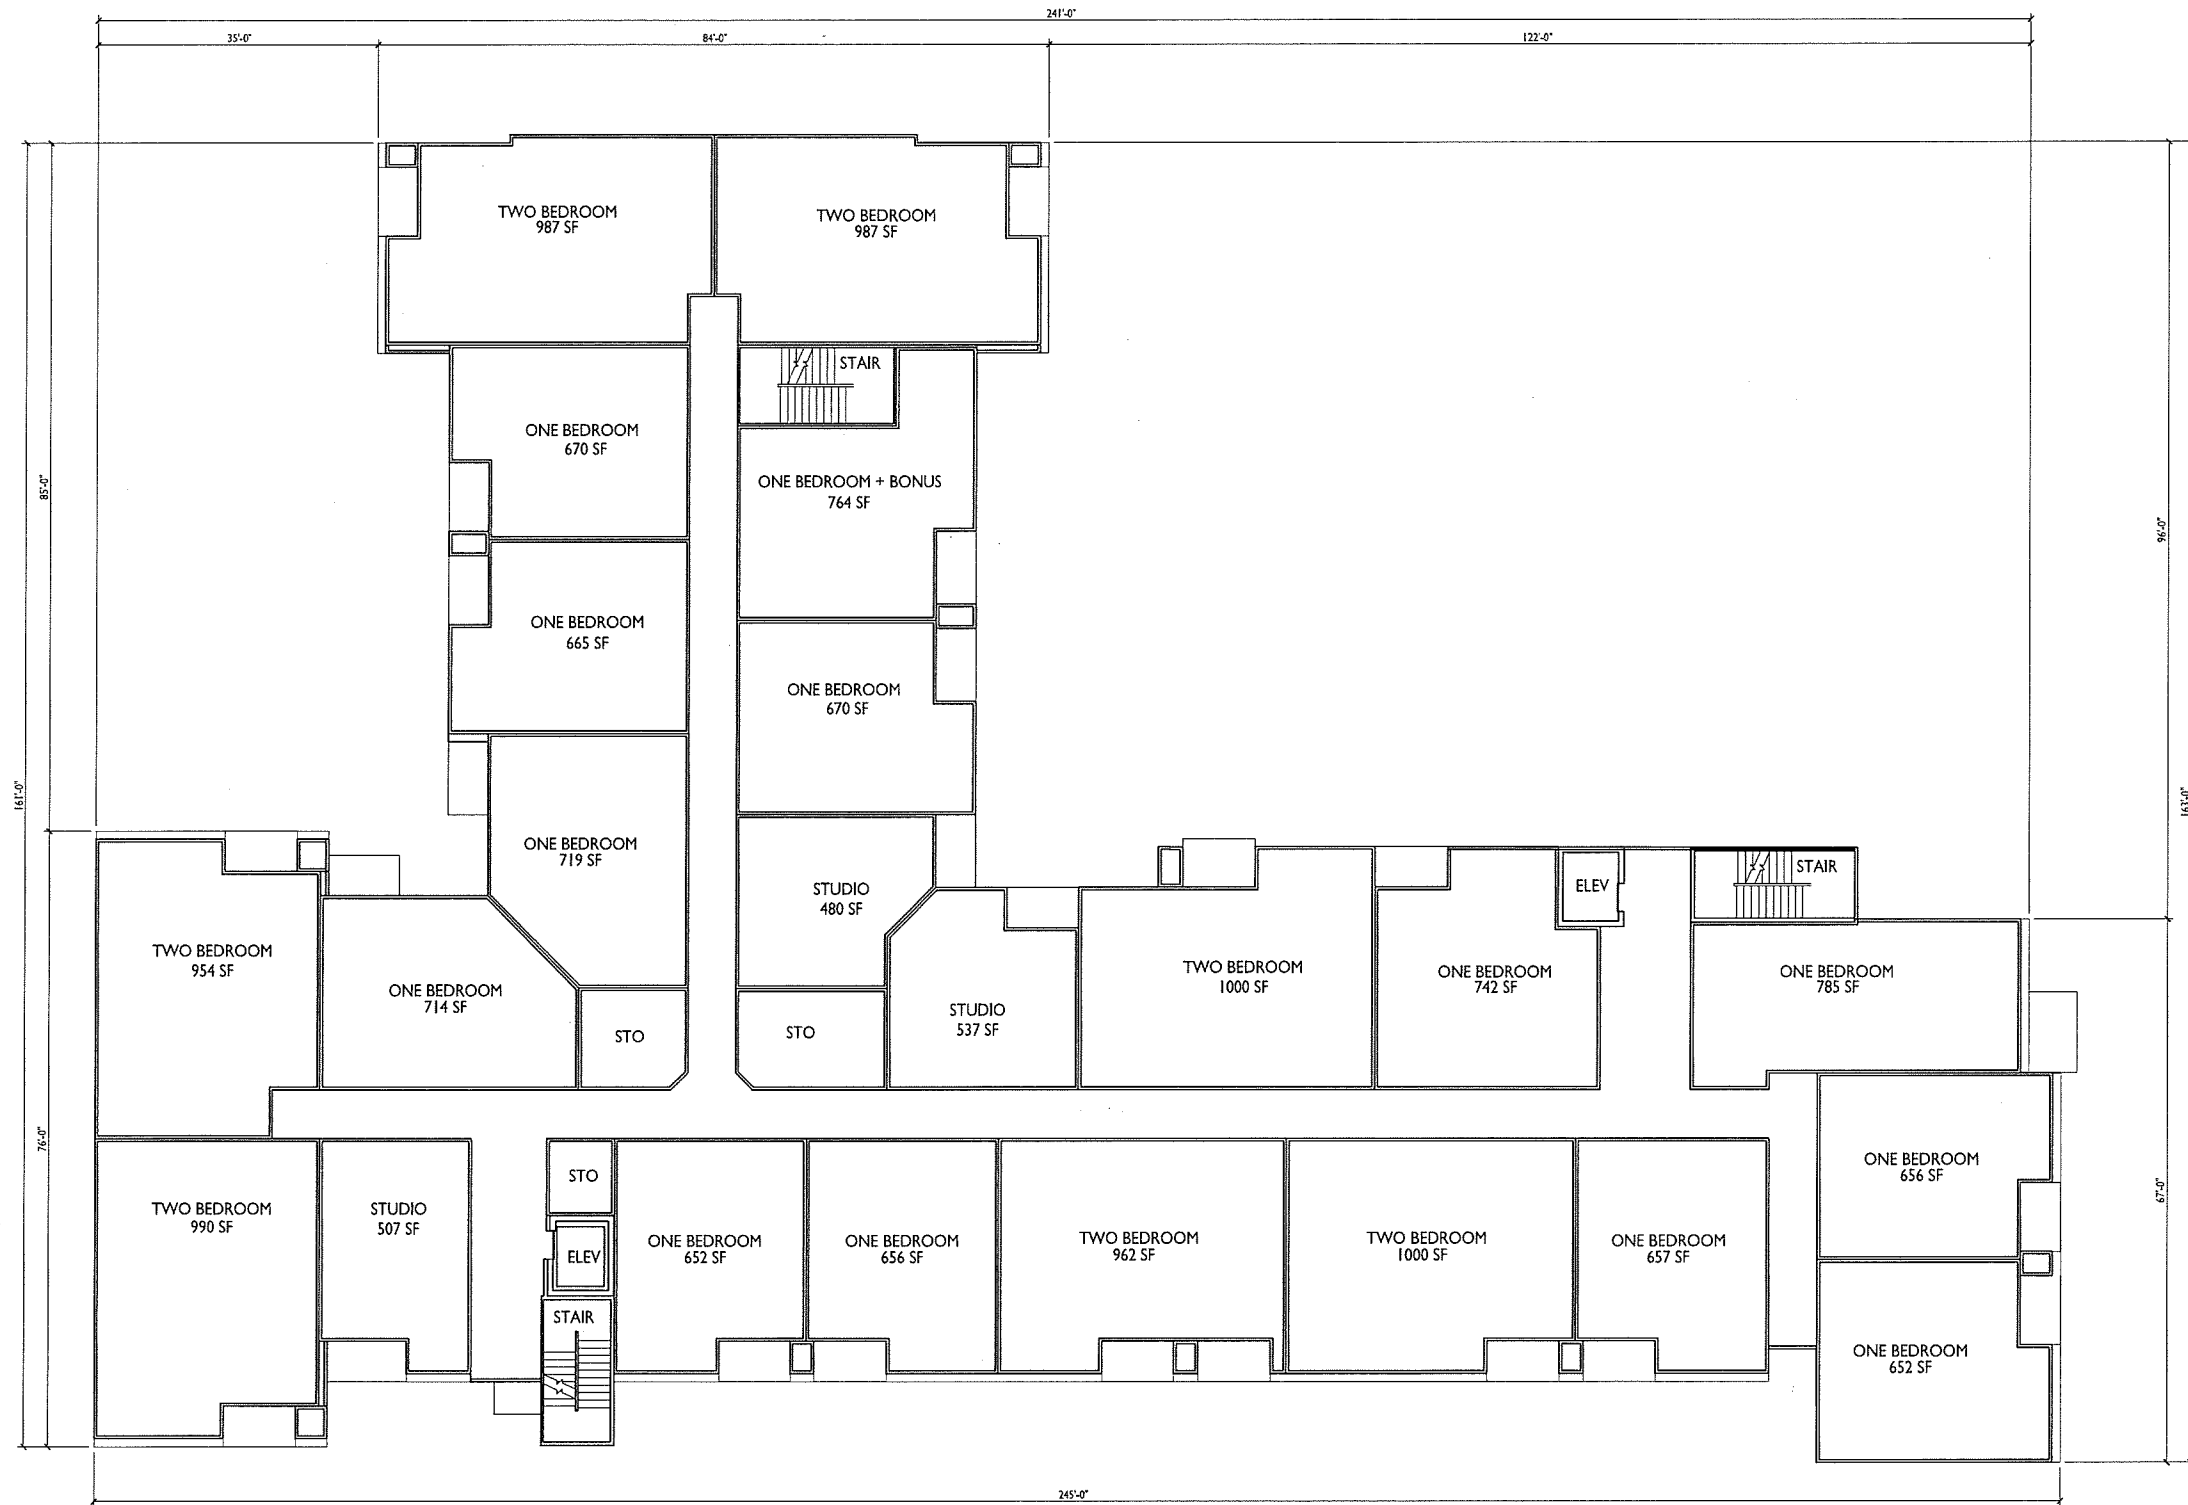 241'-0"
35'-0"
84'-0"
122'-0"
TWO BEDROOM
987 SF
TWO BEDROOM
987 SF
STAIR
ONE BEDROOM
670 SF
ONE BEDROOM + BONUS
764 SF
85'-0"
96'-0"
ONE BEDROOM
665 SF
ONE BEDROOM
670 SF
161'-0"
163'-0"
ONE BEDROOM
719 SF
STUDIO
480 SF
ELEV
STAIR
TWO BEDROOM
954 SF
ONE BEDROOM
714 SF
STO
STO
STUDIO
537 SF
TWO BEDROOM
1000 SF
ONE BEDROOM
742 SF
ONE BEDROOM
785 SF
76'-0"
67'-0"
TWO BEDROOM
990 SF
STUDIO
507 SF
STO
ELEV
STAIR
ONE BEDROOM
652 SF
ONE BEDROOM
656 SF
TWO BEDROOM
962 SF
TWO BEDROOM
1000 SF
ONE BEDROOM
657 SF
ONE BEDROOM
656 SF
ONE BEDROOM
652 SF
245'-0"